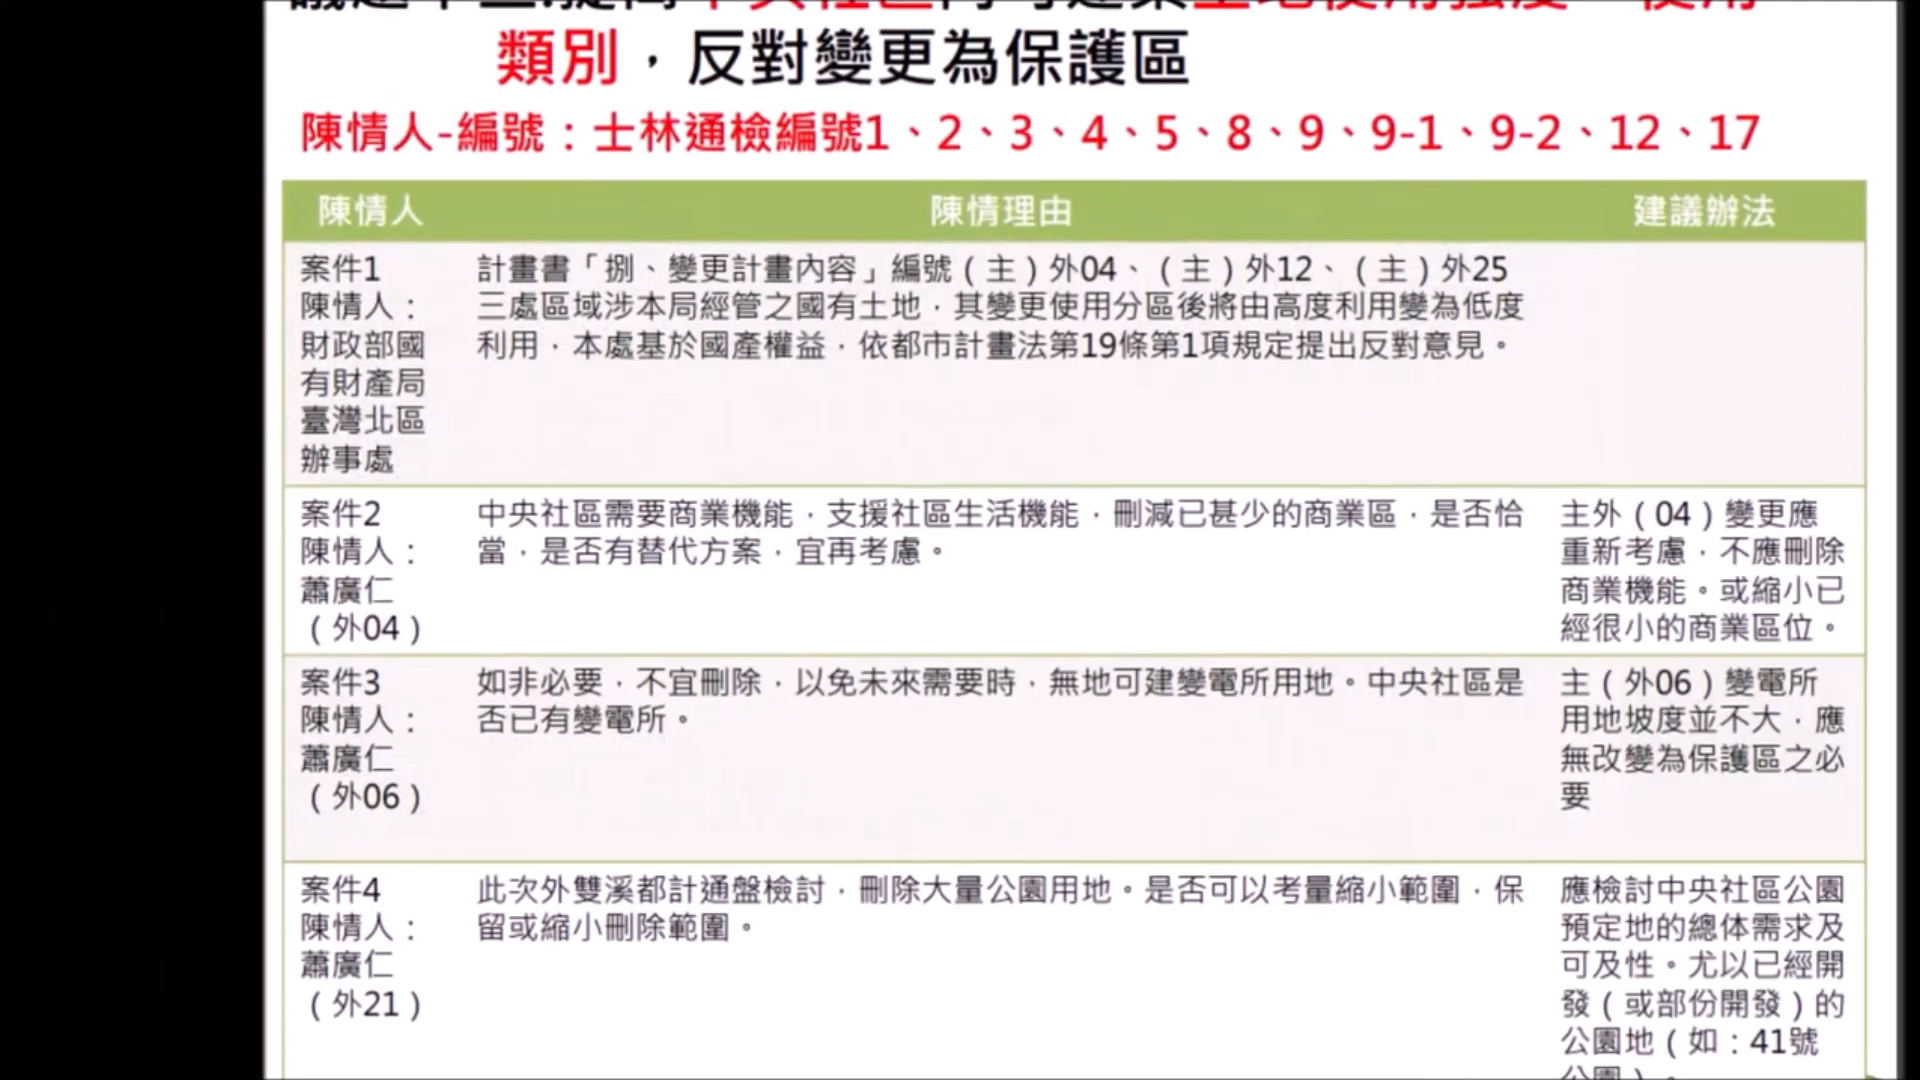 中央社區內可建築土地使用強度、使用
類別，反對變更為保護區
陳情人-編號：士林通檢編號1、2、3、4、5、8、9、9-1、9-2、12、17
陳情人 陳情理由 建議辦法
案件1
陳情人：
財政部國
有財產局
臺灣北區
辦事處
計畫書「捌、變更計畫內容」編號（主）外04、（主）外12、（主）外25
三處區域涉本局經管之國有土地，其變更使用分區後將由高度利用變為低度
利用，本處基於國產權益，依都市計畫法第19條第1項規定提出反對意見。
案件2
陳情人：
蕭廣仁
（外04）
中央社區需要商業機能，支援社區生活機能，刪減已甚少的商業區，是否恰
當，是否有替代方案，宜再考慮。
主外（04）變更應
重新考慮，不應刪除
商業機能。或縮小已
經很小的商業區位。
案件3
陳情人：
蕭廣仁
（外06）
如非必要，不宜刪除，以免未來需要時，無地可建變電所用地。中央社區是
否已有變電所。
主（外06）變電所
用地坡度並不大，應
無改變為保護區之必
要
案件4
陳情人：
蕭廣仁
（外21）
此次外雙溪都計通盤檢討，刪除大量公園用地。是否可以考量縮小範圍，保
留或縮小刪除範圍。
應檢討中央社區公園
預定地的總体需求及
可及性。尤以已經開
發（或部份開發）的
公園地（如：41號
公園）。